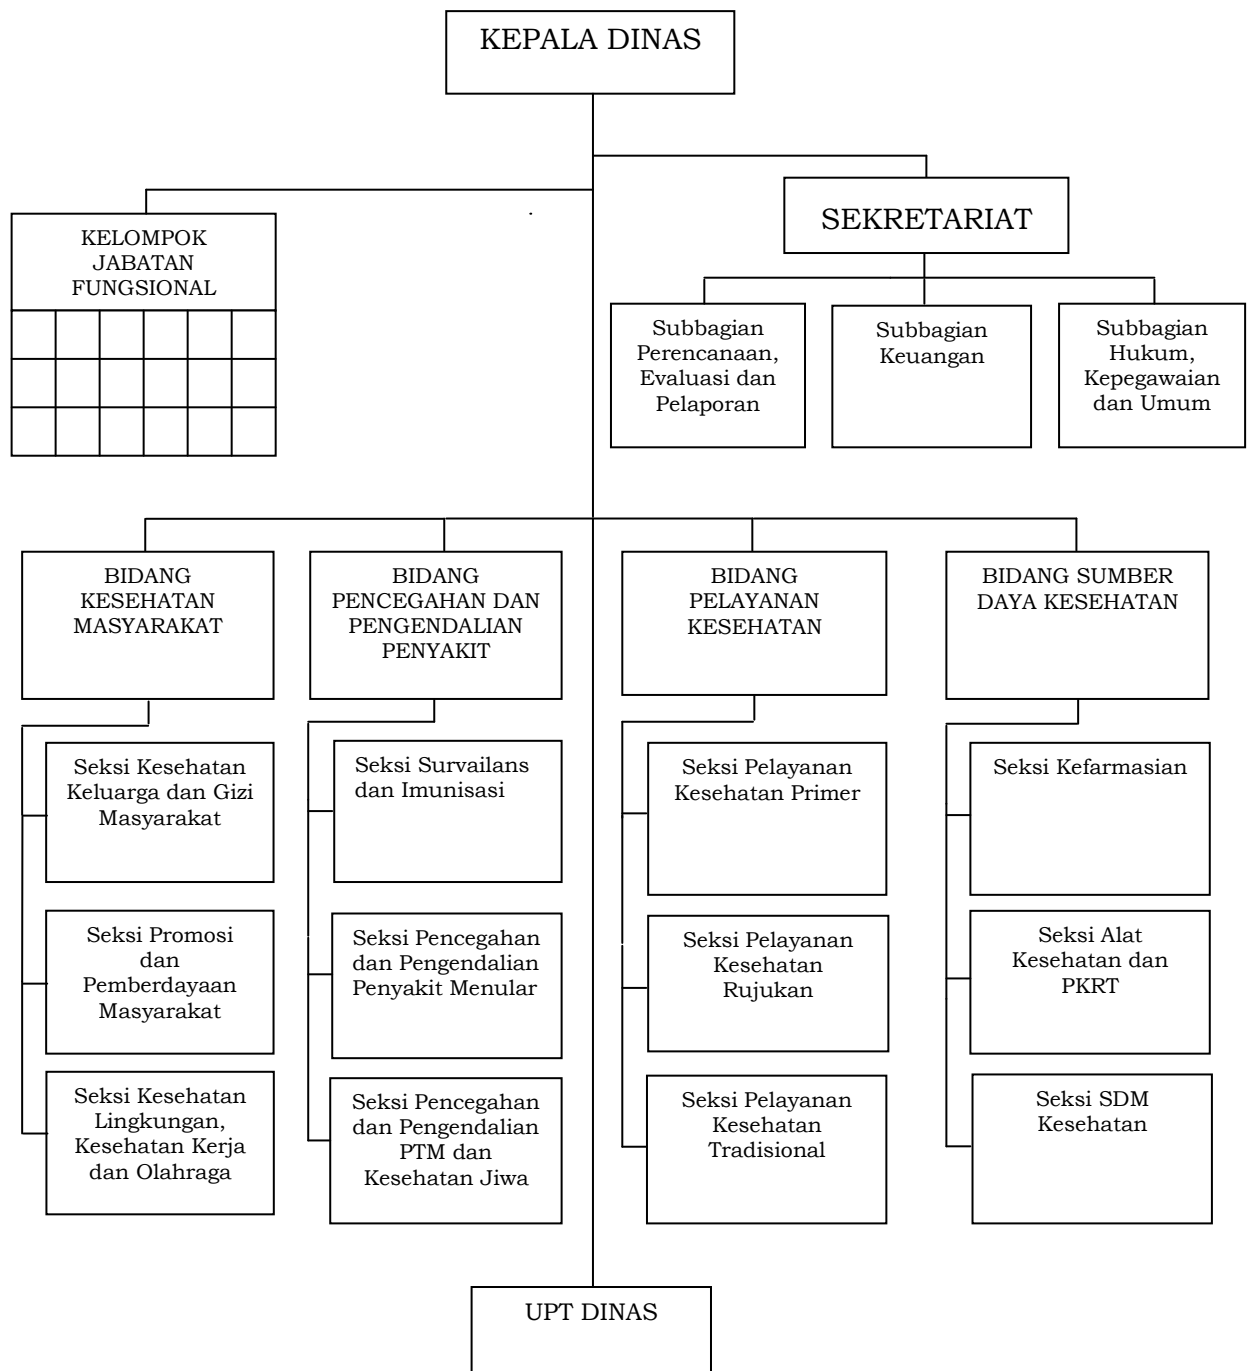 KEPALA DINAS
SEKRETARIAT
KELOMPOK
JABATAN
FUNGSIONAL
Subbagian
Perencanaan,
Evaluasi dan
Pelaporan
Subbagian
Keuangan
Subbagian
Hukum,
Kepegawaian
dan Umum
BIDANG
KESEHATAN
MASYARAKAT
BIDANG
PENCEGAHAN DAN
PENGENDALIAN
PENYAKIT
BIDANG
PELAYANAN
KESEHATAN
BIDANG SUMBER
DAYA KESEHATAN
Seksi Kesehatan
Keluarga dan Gizi
Masyarakat
Seksi Survailans
dan Imunisasi
Seksi Pelayanan
Kesehatan Primer
Seksi Kefarmasian
Seksi Promosi
dan
Pemberdayaan
Masyarakat
Seksi Pencegahan
dan Pengendalian
Penyakit Menular
Seksi Pelayanan
Kesehatan
Rujukan
Seksi Alat
Kesehatan dan
PKRT
Seksi Kesehatan
Lingkungan,
Kesehatan Kerja
dan Olahraga
Seksi Pencegahan
dan Pengendalian
PTM dan
Kesehatan Jiwa
Seksi Pelayanan
Kesehatan
Tradisional
Seksi SDM
Kesehatan
UPT DINAS